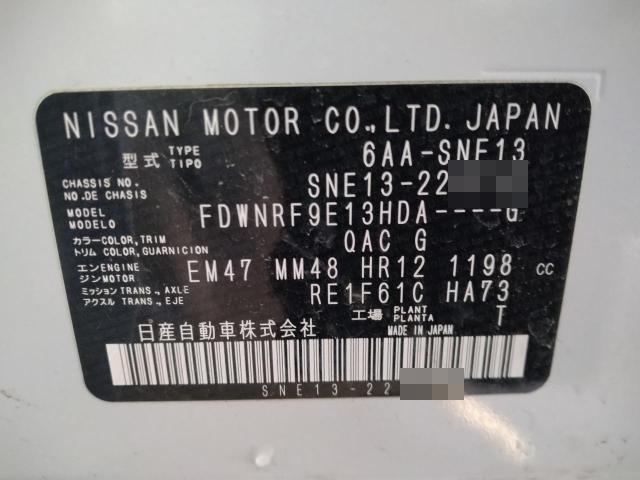 NISSAN MOTOR CO.,LTD. JAPAN
型式 TYPE TIPO 6AA-SNE13
CHASSIS NO. NO.DE CHASIS SNE13-22
MODEL MODELO FDWNRF9E13HDA----G
カラー COLOR, TRIM トリム COLOR, GUARNICION QAC G
エンジン ENGINE MOTOR EM47 MM48 HR12 1198 CC
ミッション TRANS., AXLE アクスル TRANS., EJE RE1F61C HA73
工場 PLANT PLANTA T
日産自動車株式会社 MADE IN JAPAN
SNE13-22